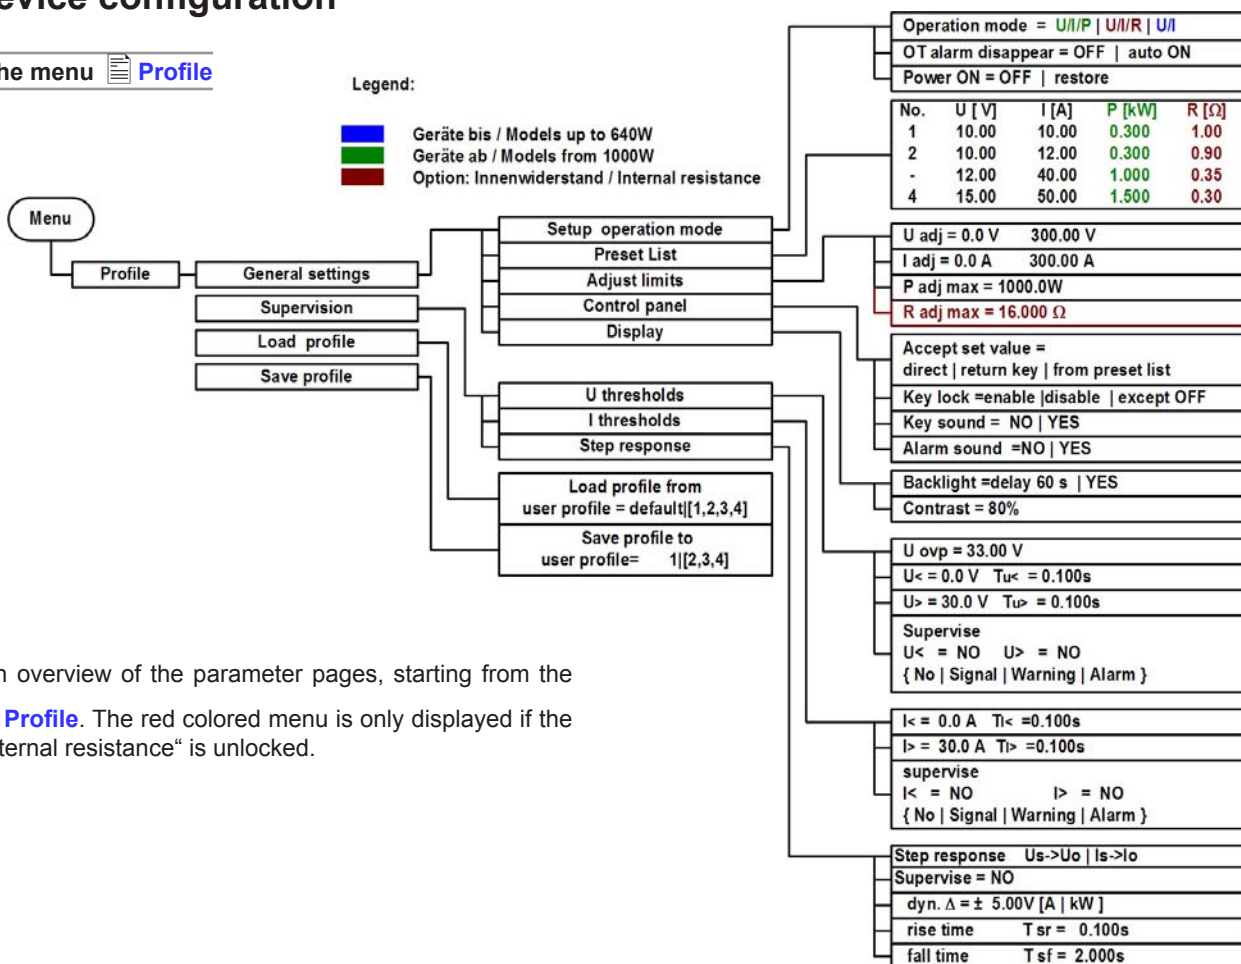 evice configuration
he menu Profile
Legend:
Geräte bis / Models up to 640W
Geräte ab / Models from 1000W
Option: Innenwiderstand / Internal resistance
Menu
Profile
General settings
Supervision
Load profile
Save profile
Setup operation mode
Preset List
Adjust limits
Control panel
Display
U thresholds
I thresholds
Step response
Load profile from
user profile = default|[1,2,3,4]
Save profile to
user profile= 1|[2,3,4]
Operation mode = U/I/P | U/I/R | U/I
OT alarm disappear = OFF | auto ON
Power ON = OFF | restore
No. U [ V] I [A] P [kW] R [Ω]
1 10.00 10.00 0.300 1.00
2 10.00 12.00 0.300 0.90
- 12.00 40.00 1.000 0.35
4 15.00 50.00 1.500 0.30
U adj = 0.0 V 300.00 V
I adj = 0.0 A 300.00 A
P adj max = 1000.0W
R adj max = 16.000 Ω
Accept set value =
direct | return key | from preset list
Key lock =enable |disable | except OFF
Key sound = NO | YES
Alarm sound =NO | YES
Backlight =delay 60 s | YES
Contrast = 80%
U ovp = 33.00 V
U< = 0.0 V Tu< = 0.100s
U> = 30.0 V Tu> = 0.100s
Supervise
U< = NO U> = NO
{ No | Signal | Warning | Alarm }
I< = 0.0 A TI< =0.100s
I> = 30.0 A TI> =0.100s
supervise
I< = NO I> = NO
{ No | Signal | Warning | Alarm }
Step response Us->Uo | Is->Io
Supervise = NO
dyn. Δ = ± 5.00V [A | kW ]
rise time T sr = 0.100s
fall time T sf = 2.000s
n overview of the parameter pages, starting from the
Profile. The red colored menu is only displayed if the
ternal resistance“ is unlocked.